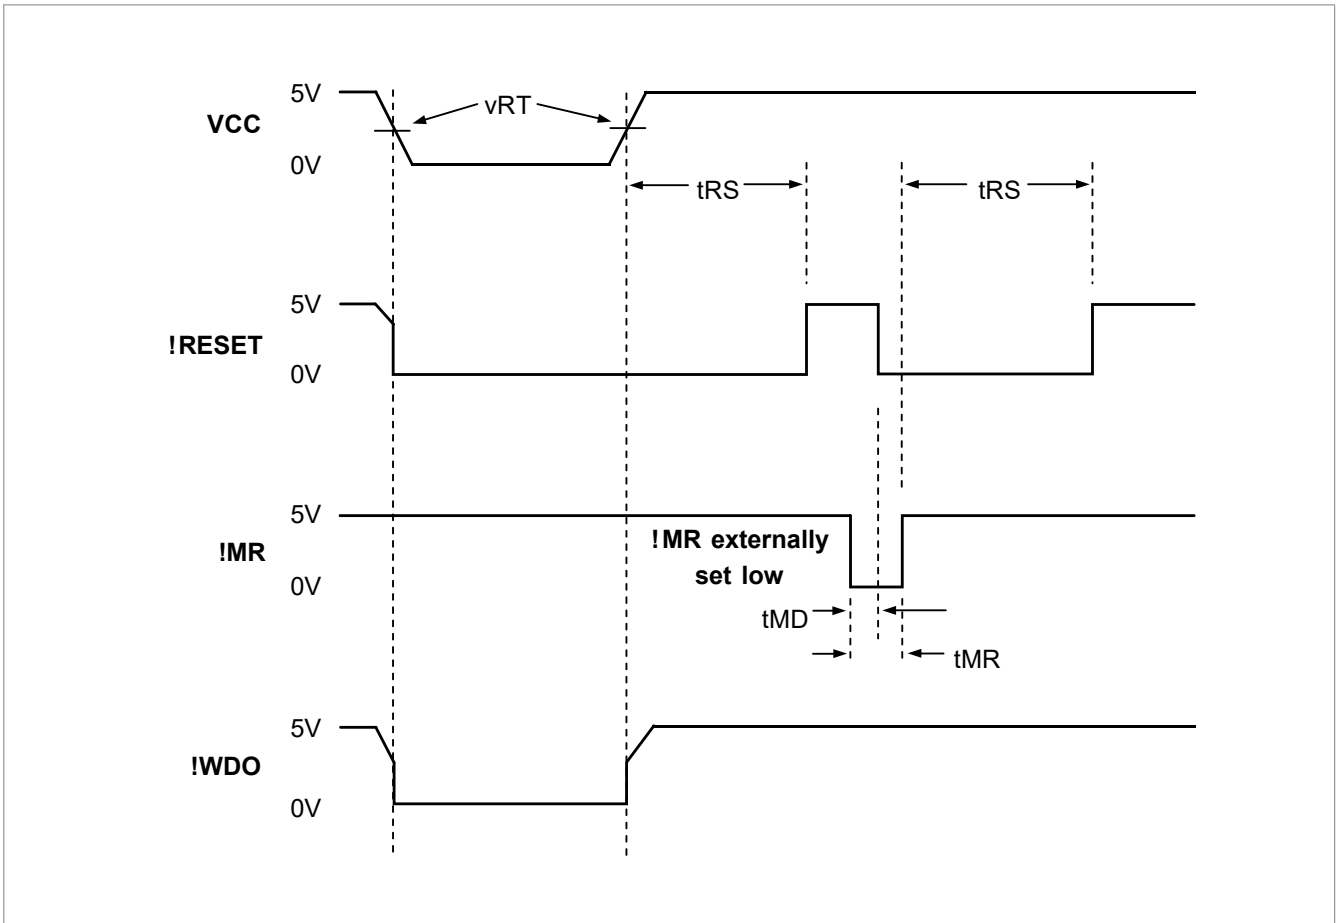 5V
vRT
VCC
0V
tRS
tRS
5V
!RESET
0V
5V
!MR externally
!MR
set low
0V
tMD
tMR
5V
!WDO
0V